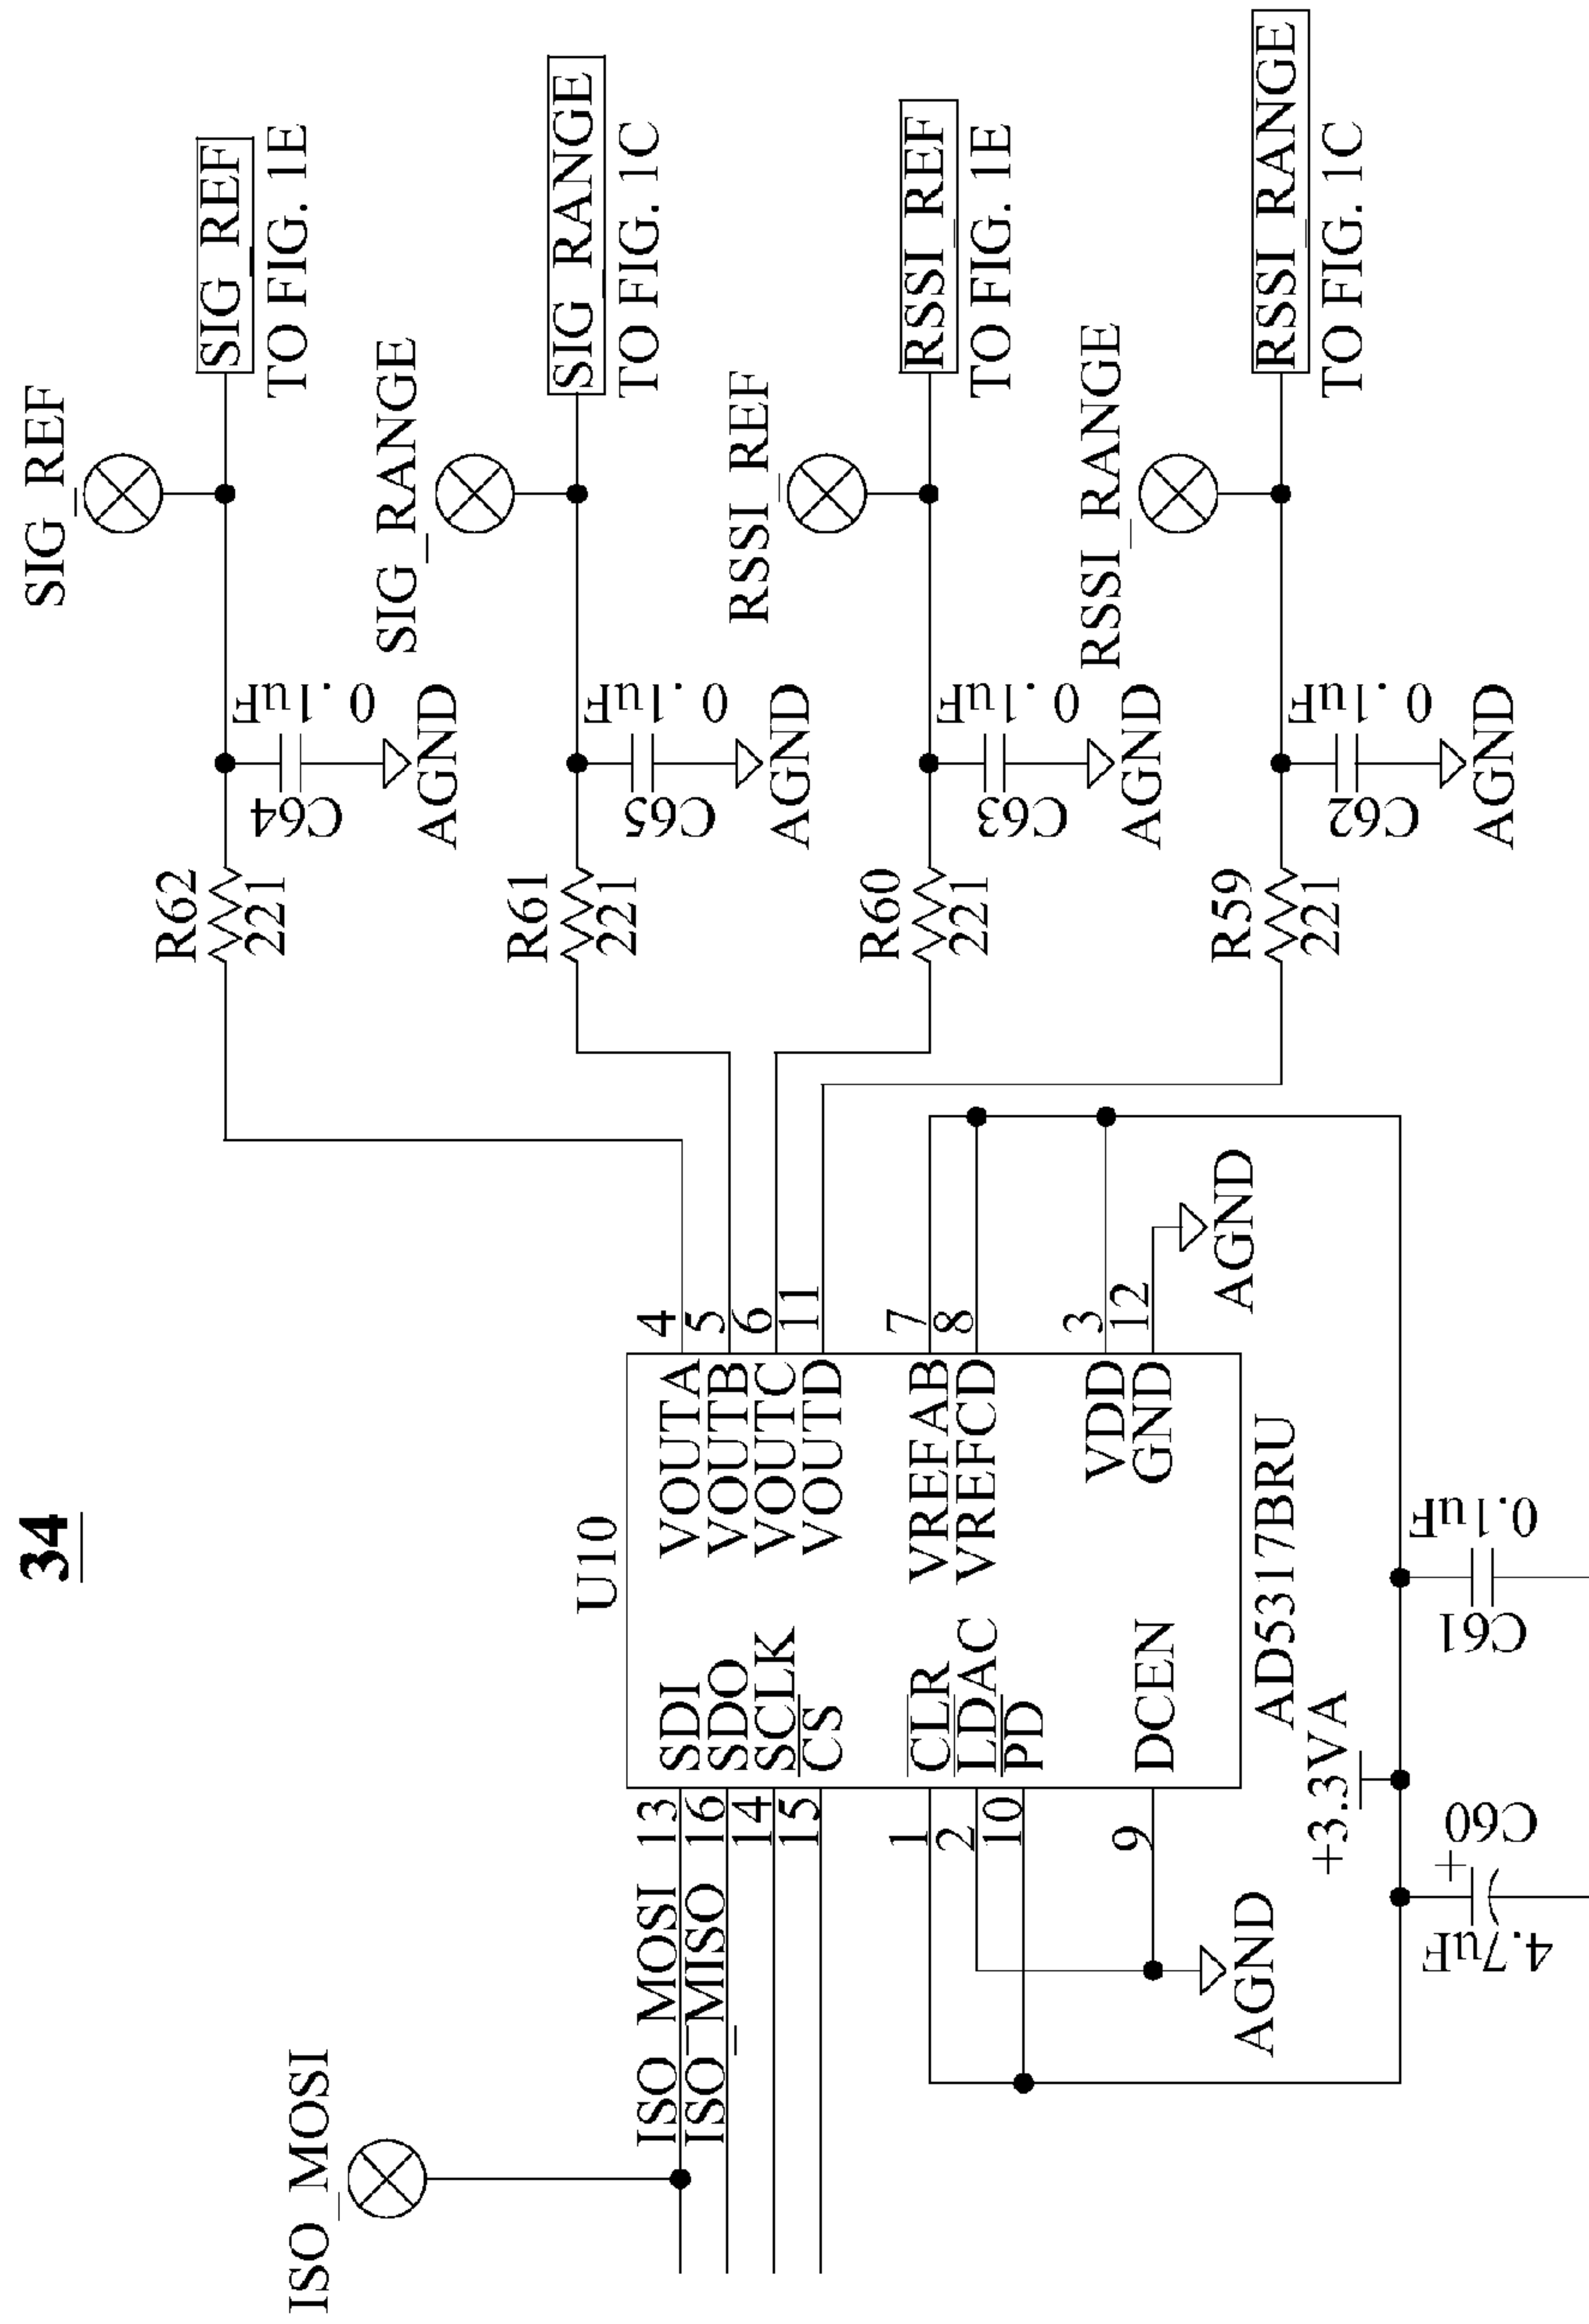 34
SIG_REF
SIG_REF
TO FIG. 1E
R62
221
C64
0.1uF
AGND
SIG_RANGE
SIG_RANGE
TO FIG. 1C
R61
221
C65
0.1uF
AGND
RSSI_REF
RSSI_REF
TO FIG. 1E
R60
221
C63
0.1uF
AGND
RSSI_RANGE
RSSI_RANGE
TO FIG. 1C
R59
221
C62
0.1uF
AGND
ISO_MOSI
ISO_MOSI 13
ISO_MISO 16
14
15
1
2
10
9
AGND
U10
SDI
SDO
SCLK
CS
CLR
LDAC
PD
DCEN
VOUTA
VOUTB
VOUTC
VOUTD
VREFAB
VREFCD
VDD
GND
4
5
6
11
7
8
3
12
AGND
AD5317BRU
+3.3VA
+
C60
4.7uF
C61
0.1uF